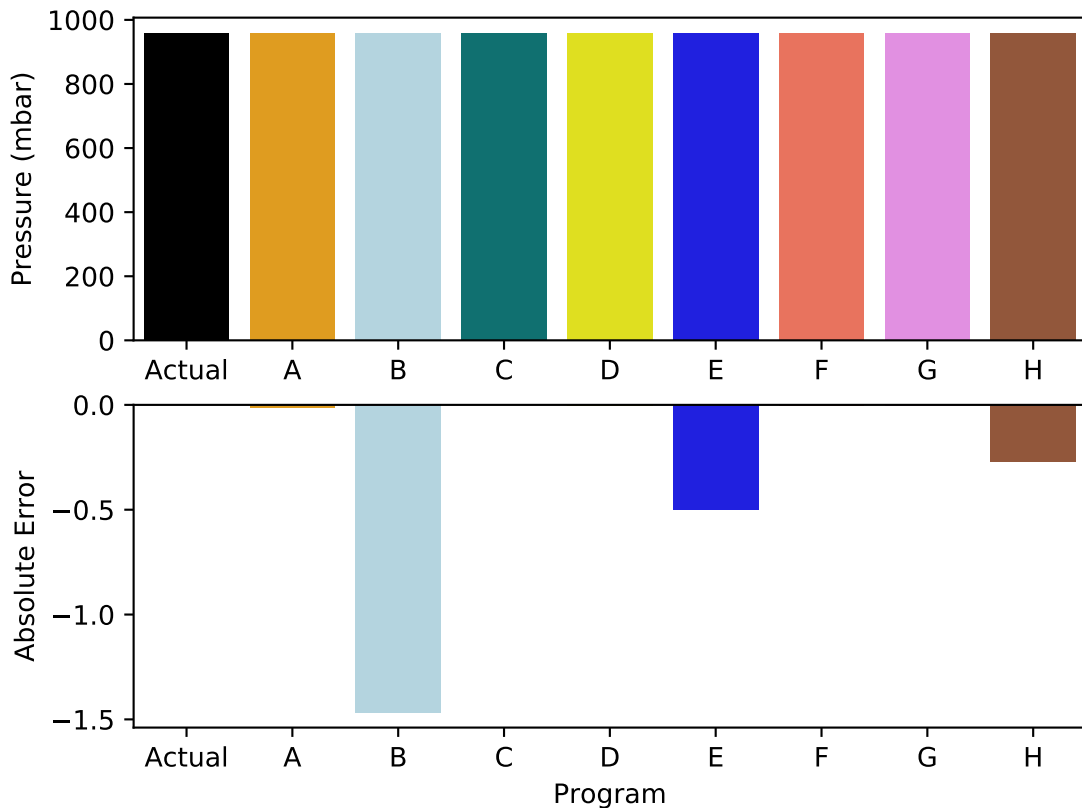 1000
800
600
400
200
0
Pressure (mbar)
Actual A B C D E F G H
0.0
−0.5
−1.0
−1.5
Absolute Error
Actual A B C D E F G H
Program